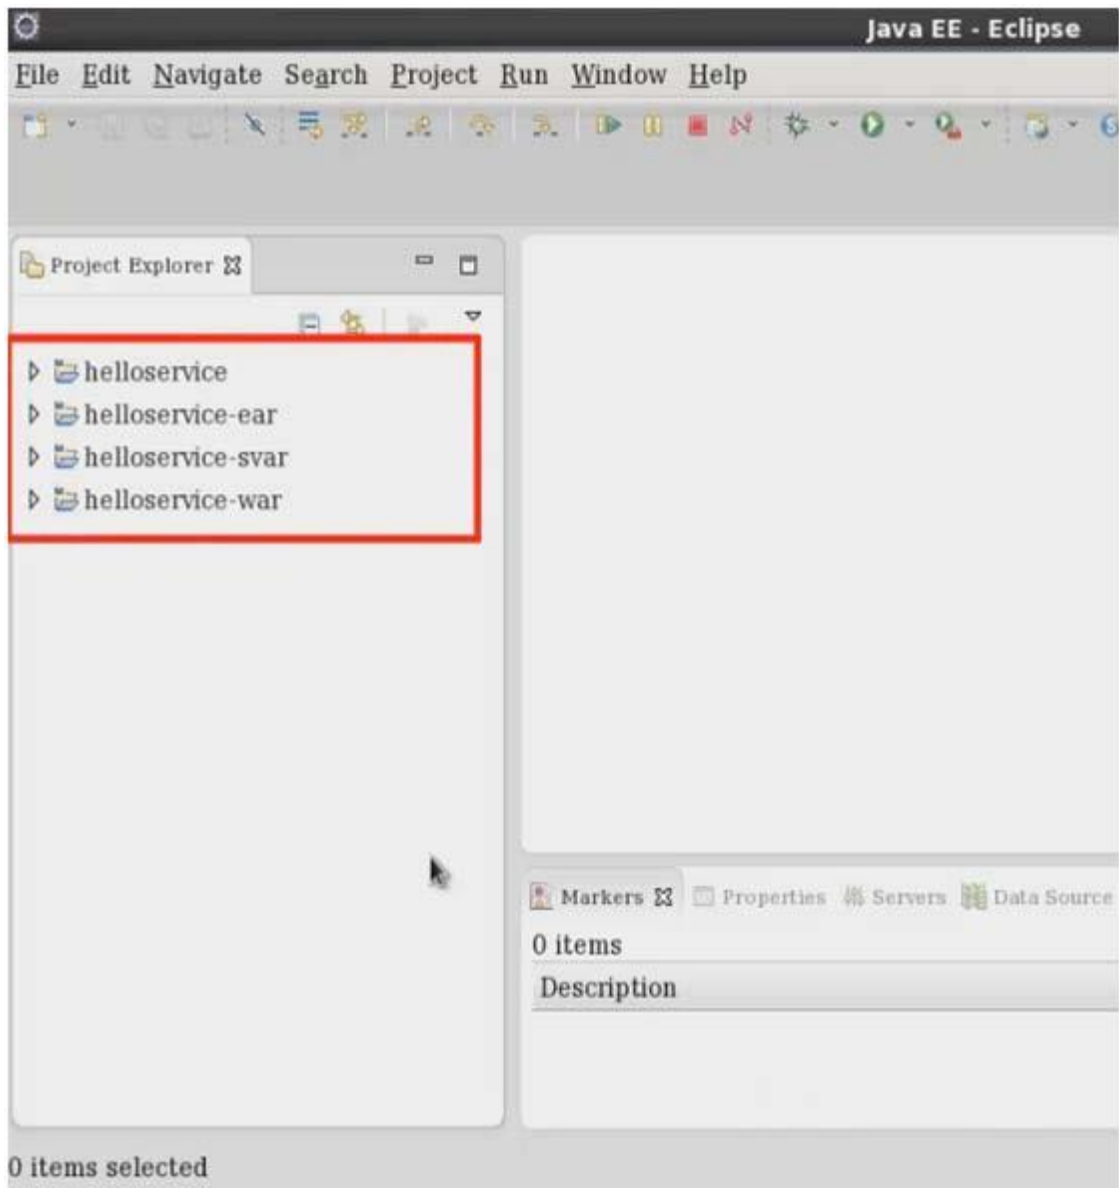 Java EE - Eclipse
File Edit Navigate Search Project Run Window Help
Project Explorer
helloservice
helloservice-ear
helloservice-svar
helloservice-war
Markers Properties Servers Data Source
0 items
Description
0 items selected